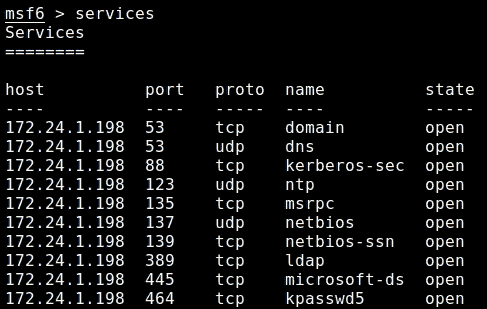 msf6 > services
Services
========
host port proto name state
---- ---- ----- ---- -----
172.24.1.198 53 tcp domain open
172.24.1.198 53 udp dns open
172.24.1.198 88 tcp kerberos-sec open
172.24.1.198 123 udp ntp open
172.24.1.198 135 tcp msrpc open
172.24.1.198 137 udp netbios open
172.24.1.198 139 tcp netbios-ssn open
172.24.1.198 389 tcp ldap open
172.24.1.198 445 tcp microsoft-ds open
172.24.1.198 464 tcp kpasswd5 open